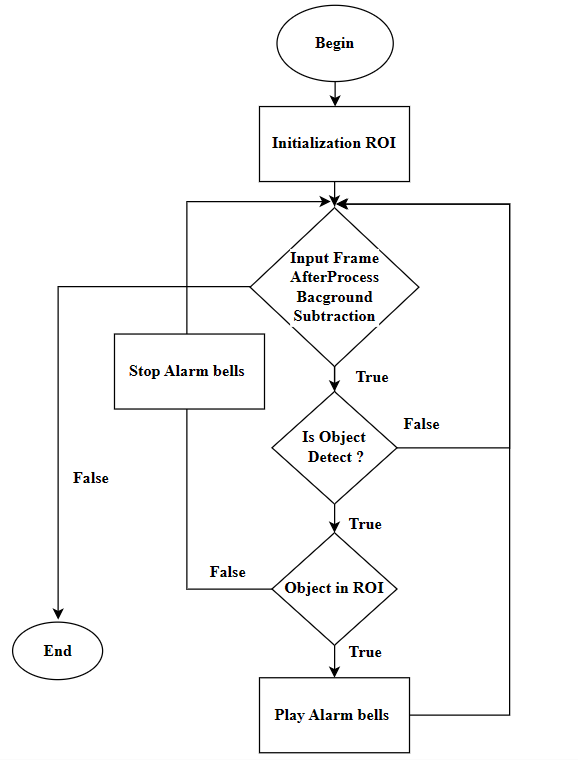 Begin
Initialization ROI
Input Frame
AfterProcess
Bacground
Subtraction
True
Stop Alarm bells
Is Object
Detect ?
False
False
True
False
Object in ROI
True
End
Play Alarm bells